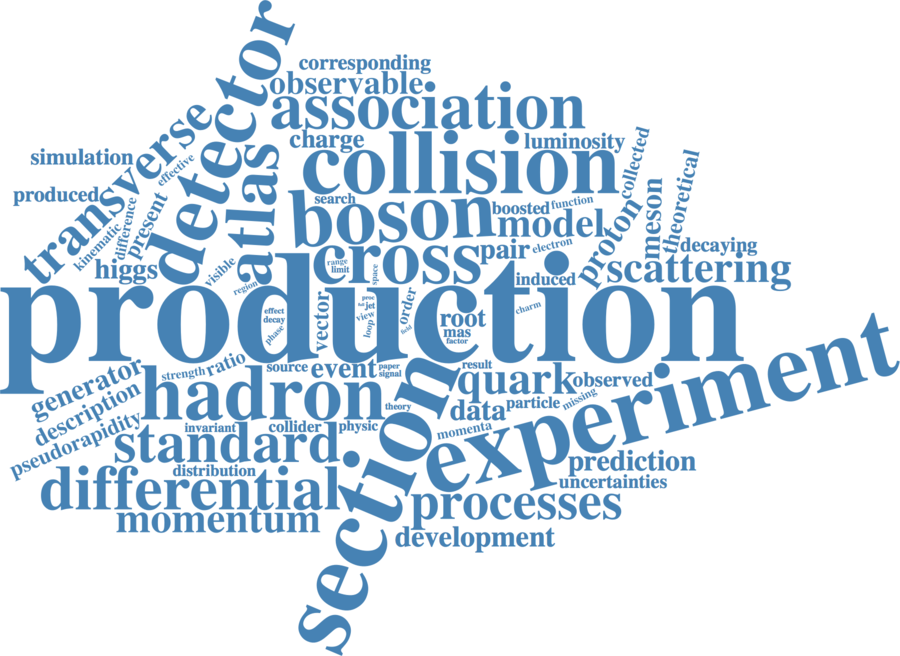 corresponding
observable
association
detector
transverse
atlas
charge
luminosity
collision
simulation
effective
produced
search
boson
boosted
function
model
collected
theoretical
proton
meson
kinematic
difference
present
higgs
visible
region
cross
range
limit
space
pair
electron
induced
decaying
scattering
production
effect
decay
phase
vector
proc
jet
view
loop
order
field
root
mas
factor
charm
generator
description
pseudorapidity
strength
ratio
source
event
paper
signal
result
quark
observed
hadron
theory
data
particle
missing
experiment
standard
invariant
collider
physic
momenta
section
distribution
differential
momentum
prediction
uncertainties
processes
development